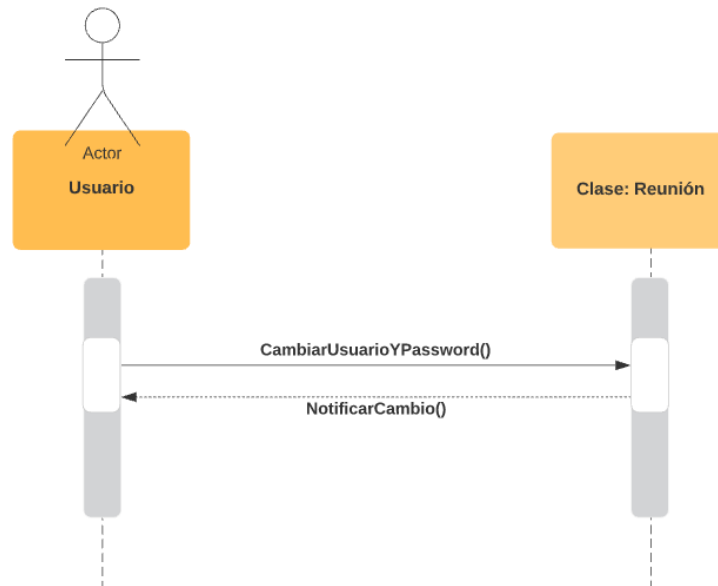 Actor
Usuario
Clase: Reunión
CambiarUsuarioYPassword()
NotificarCambio()